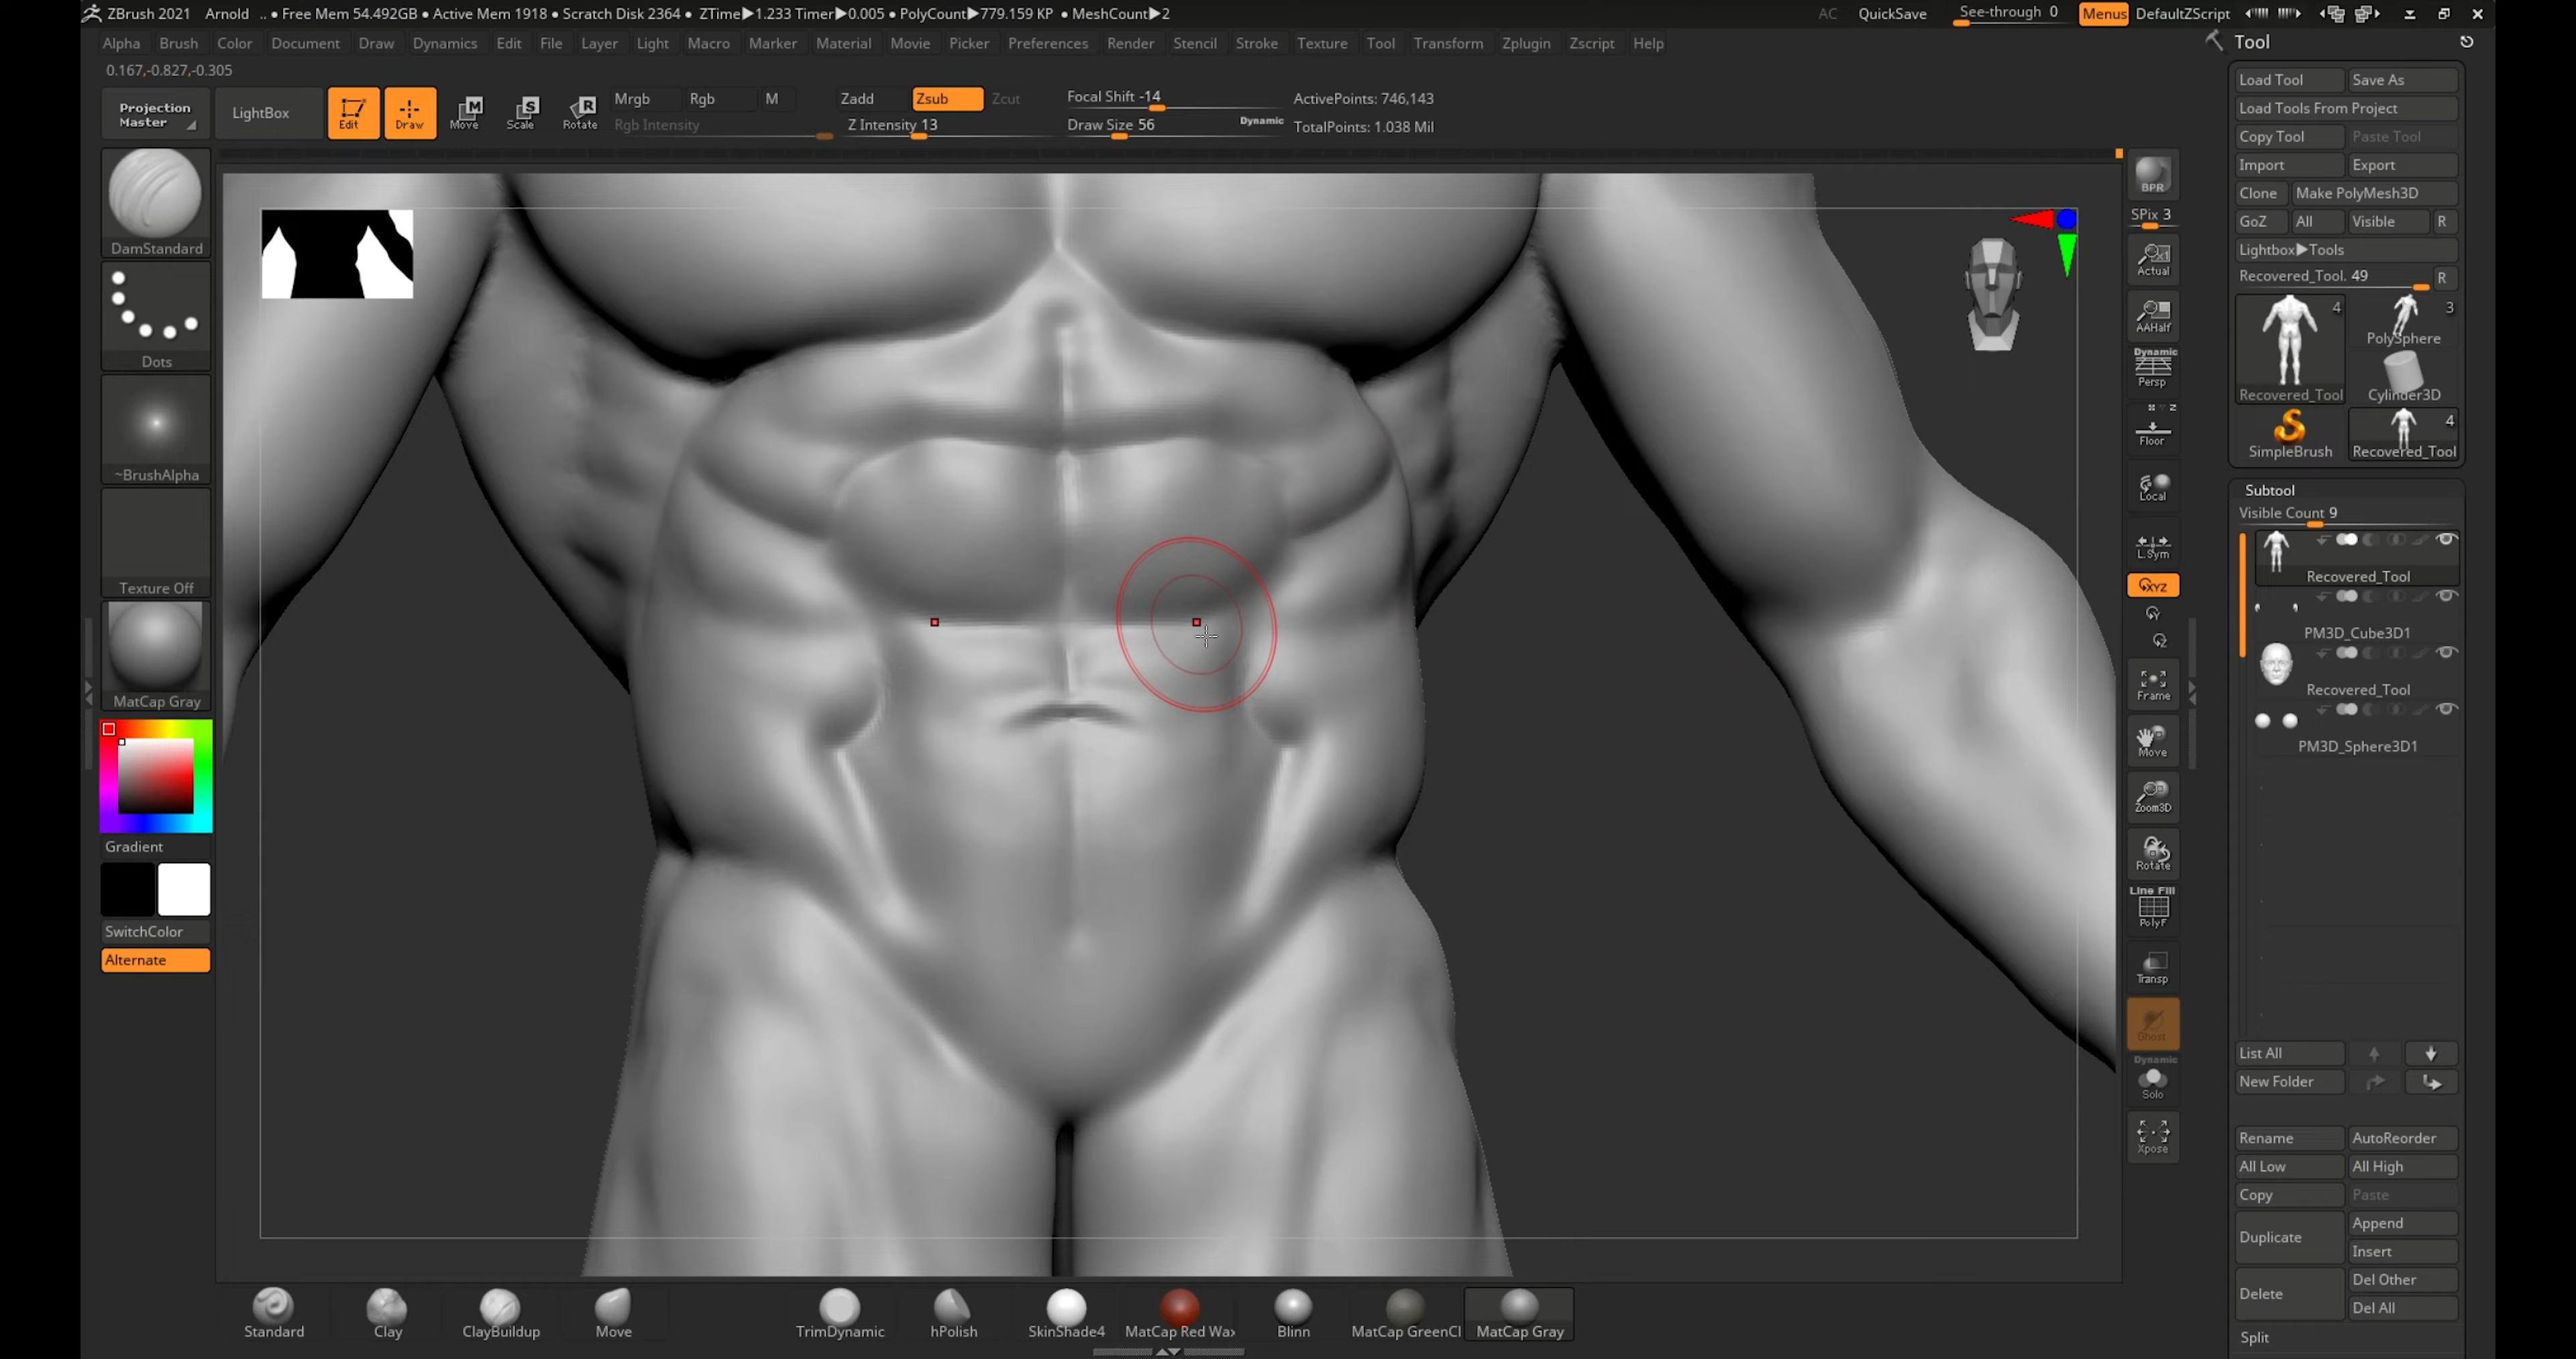 ZBrush 2021 Arnold .. • Free Mem 54.492GB • Active Mem 1918 • Scratch Disk 2364 • ZTime▶1.233 Timer▶0.005 • PolyCount▶779.159 KP • MeshCount▶2 AC QuickSave See-through 0 Menus DefaultZScript
Alpha Brush Color Document Draw Dynamics Edit File Layer Light Macro Marker Material Movie Picker Preferences Render Stencil Stroke Texture Tool Transform Zplugin Zscript Help
0.167,-0.827,-0.305
Projection Master
LightBox
Edit
Draw
M
Move
S
Scale
R
Rotate
Mrgb Rgb M
Rgb Intensity
Zadd Zsub Zcut
Z Intensity 13
Focal Shift -14
Draw Size 56
Dynamic
ActivePoints: 746,143
TotalPoints: 1.038 Mil
DamStandard
Dots
~BrushAlpha
Texture Off
MatCap Gray
Gradient
SwitchColor
Alternate
BPR
SPix 3
Actual
AAHalf
Dynamic
Persp
Floor
Local
L.Sym
XYZ
Y
Z
Frame
Move
Zoom3D
Rotate
Line Fill
PolyF
Transp
Ghost
Dynamic
Solo
Xpose
Tool
Load Tool Save As
Load Tools From Project
Copy Tool Paste Tool
Import Export
Clone Make PolyMesh3D
GoZ All Visible R
Lightbox▶Tools
Recovered_Tool. 49 R
4
Recovered_Tool
3
PolySphere
Cylinder3D
SimpleBrush
4
Recovered_Tool
Subtool
Visible Count 9
Recovered_Tool
PM3D_Cube3D1
Recovered_Tool
PM3D_Sphere3D1
List All
New Folder
Rename AutoReorder
All Low All High
Copy Paste
Duplicate
Append
Insert
Delete
Del Other
Del All
Split
Standard Clay ClayBuildup Move TrimDynamic hPolish SkinShade4 MatCap Red Wax Blinn MatCap GreenCl MatCap Gray